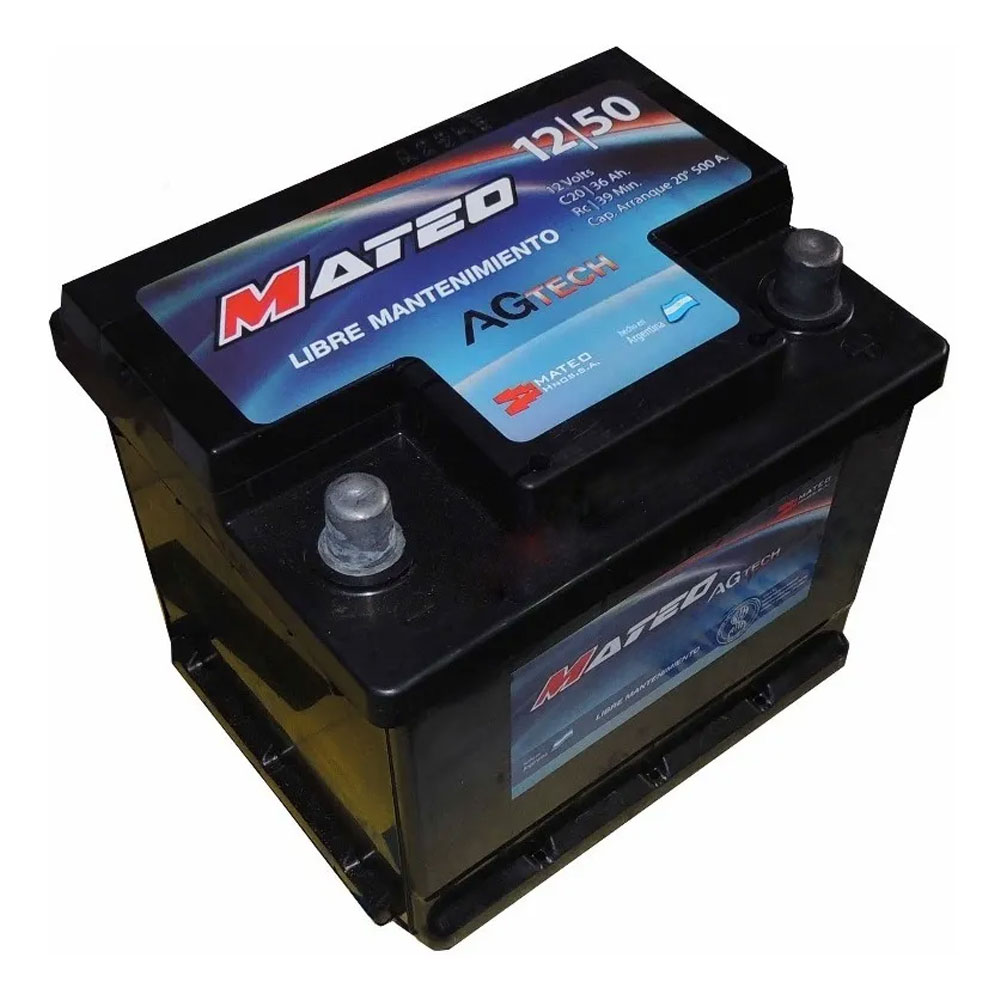 12|50
12 Volts
C20 | 36 Ah.
Rc | 39 Min.
Cap. Arranque 20° 500 A.
MATEO
LIBRE MANTENIMIENTO
AGTECH
hecho en
Argentina
MATEO
HNOS.S.A.
+
MATEO
MATEO AGTECH
LIBRE MANTENIMIENTO